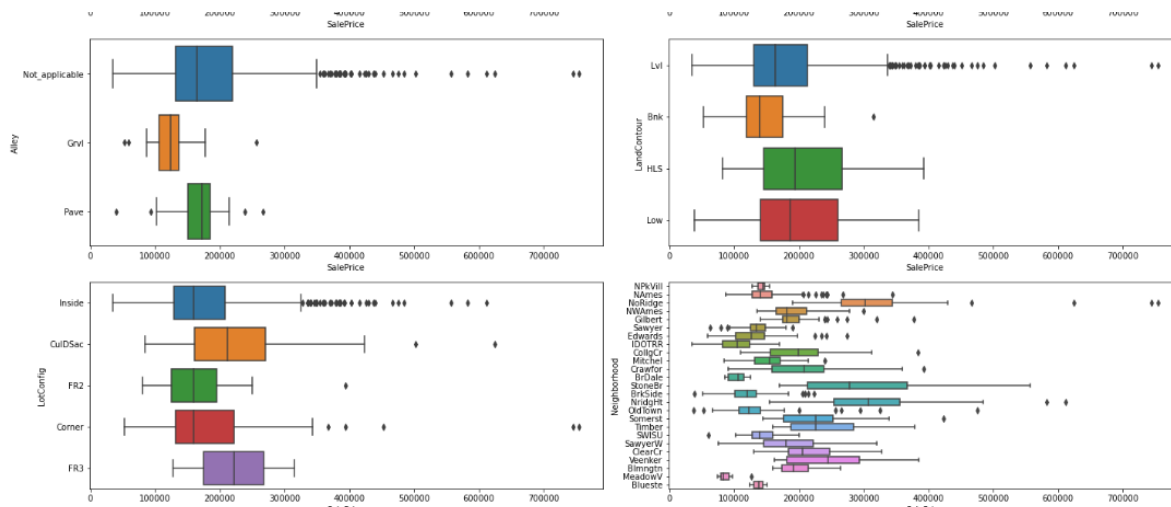 0 100000 200000 300000 400000 500000 600000 700000
SalePrice
0 100000 200000 300000 400000 500000 600000 700000
SalePrice
Alley
Not_applicable
Grvl
Pave
0 100000 200000 300000 400000 500000 600000 700000
SalePrice
LandContour
Lvl
Bnk
HLS
Low
0 100000 200000 300000 400000 500000 600000 700000
SalePrice
LotConfig
Inside
CulDSac
FR2
Corner
FR3
0 100000 200000 300000 400000 500000 600000 700000
Neighborhood
NPkVill
NAmes
NoRidge
NWAmes
Gilbert
Sawyer
Edwards
IDOTRR
CollgCr
Mitchel
Crawfor
BrDale
StoneBr
BrkSide
NridgHt
OldTown
Somerst
Timber
SWISU
SawyerW
ClearCr
Veenker
Blmngtn
MeadowV
Blueste
0 100000 200000 300000 400000 500000 600000 700000